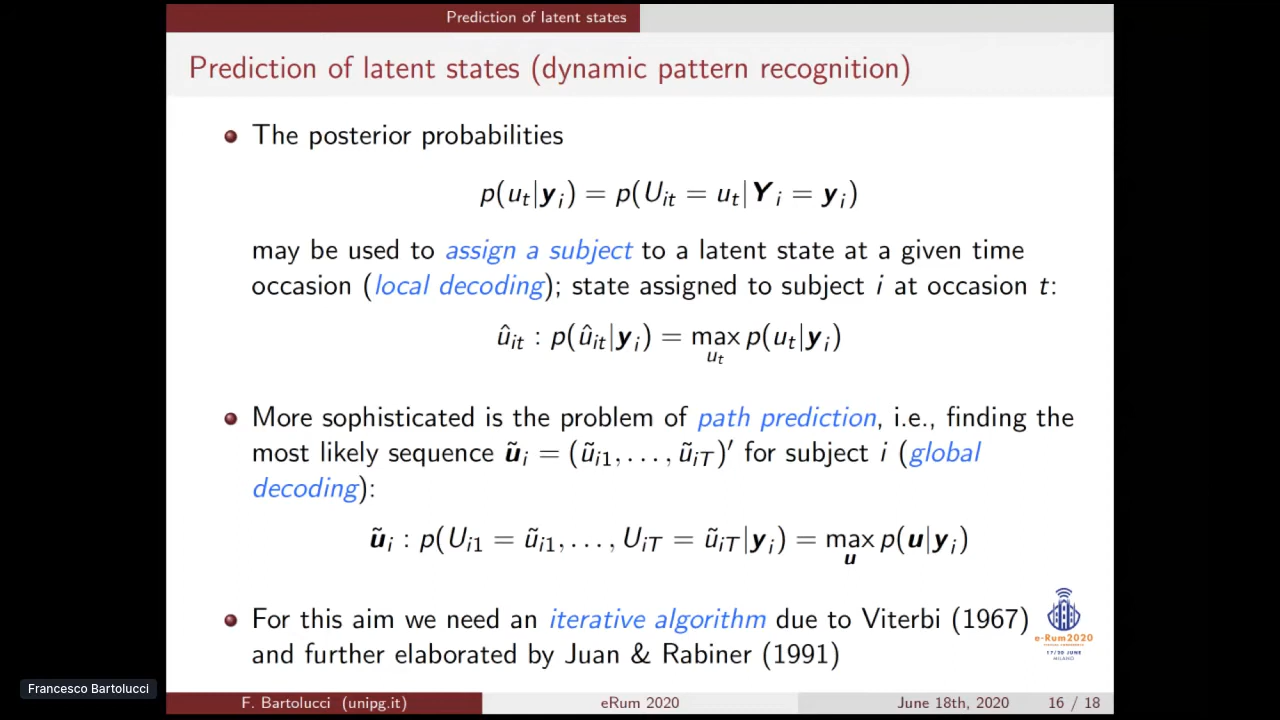 Prediction of latent states
Prediction of latent states (dynamic pattern recognition)
The posterior probabilities
p(u_t|y_i) = p(U_it = u_t|Y_i = y_i)
may be used to assign a subject to a latent state at a given time
occasion (local decoding); state assigned to subject i at occasion t:
û_it : p(û_it|y_i) = max_{u_t} p(u_t|y_i)
More sophisticated is the problem of path prediction, i.e., finding the
most likely sequence ũ_i = (ũ_i1, . . . , ũ_iT)′ for subject i (global
decoding):
ũ_i : p(U_i1 = ũ_i1, . . . , U_iT = ũ_iT|y_i) = max_u p(u|y_i)
For this aim we need an iterative algorithm due to Viterbi (1967)
and further elaborated by Juan & Rabiner (1991)
e-Rum2020
17/20 JUNE
MILANO
Francesco Bartolucci
F. Bartolucci (unipg.it) eRum 2020 June 18th, 2020 16 / 18